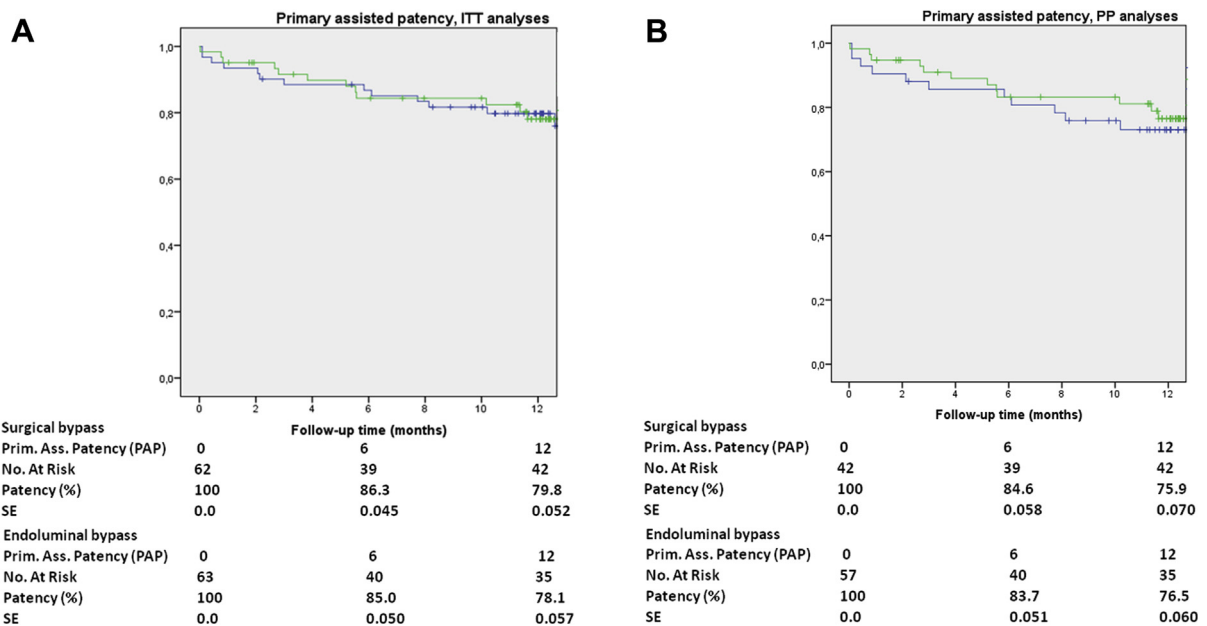 A
Primary assisted patency, ITT analyses
1,0
0,8
0,6
0,4
0,2
0,0
0 2 4 6 8 10 12
Follow-up time (months)
Surgical bypass
Prim. Ass. Patency (PAP) 0 6 12
No. At Risk 62 39 42
Patency (%) 100 86.3 79.8
SE 0.0 0.045 0.052
Endoluminal bypass
Prim. Ass. Patency (PAP) 0 6 12
No. At Risk 63 40 35
Patency (%) 100 85.0 78.1
SE 0.0 0.050 0.057
B
Primary assisted patency, PP analyses
1,0
0,8
0,6
0,4
0,2
0,0
0 2 4 6 8 10 12
Follow-up time (months)
Surgical bypass
Prim. Ass. Patency (PAP) 0 6 12
No. At Risk 42 39 42
Patency (%) 100 84.6 75.9
SE 0.0 0.058 0.070
Endoluminal bypass
Prim. Ass. Patency (PAP) 0 6 12
No. At Risk 57 40 35
Patency (%) 100 83.7 76.5
SE 0.0 0.051 0.060